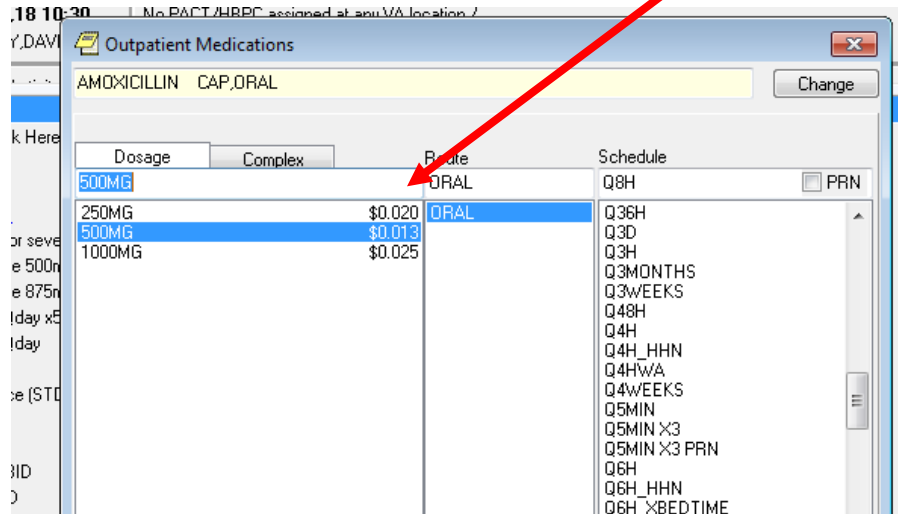 ,18 10:30 No PACT/HBPC assigned at any VA location /
Y,DAVI
Outpatient Medications
AMOXICILLIN CAP,ORAL
Change
k Here
Dosage Complex Route Schedule
500MG ORAL Q8H PRN
250MG $0.020 ORAL Q36H
500MG $0.013 Q3D
1000MG $0.025 Q3H
Q3MONTHS
Q3WEEKS
Q48H
Q4H
Q4H_HHN
Q4HWA
Q4WEEKS
Q5MIN
Q5MIN X3
Q5MIN X3 PRN
Q6H
Q6H_HHN
Q6H_XBEDTIME
or seve
e 500m
e 875m
!day x5
!day
ce (STD
BID